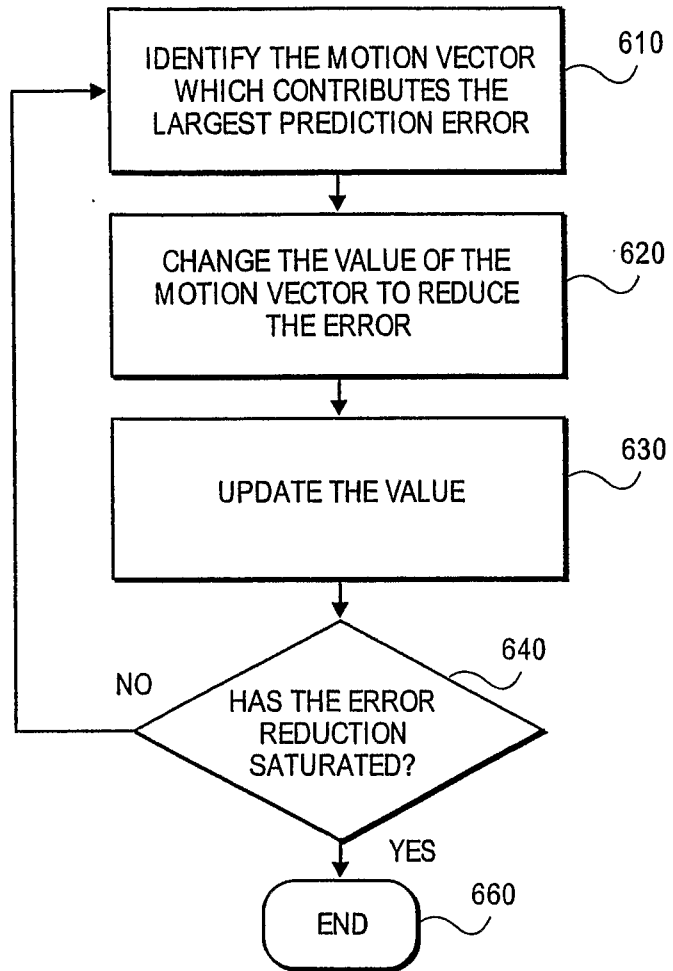 IDENTIFY THE MOTION VECTOR
WHICH CONTRIBUTES THE
LARGEST PREDICTION ERROR
610
CHANGE THE VALUE OF THE
MOTION VECTOR TO REDUCE
THE ERROR
620
UPDATE THE VALUE
630
HAS THE ERROR
REDUCTION
SATURATED?
640
NO
YES
END
660